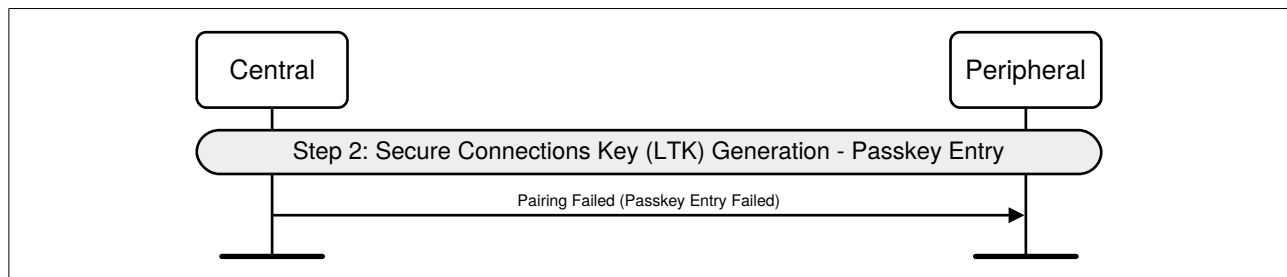 Central
Peripheral
Step 2: Secure Connections Key (LTK) Generation - Passkey Entry
Pairing Failed (Passkey Entry Failed)